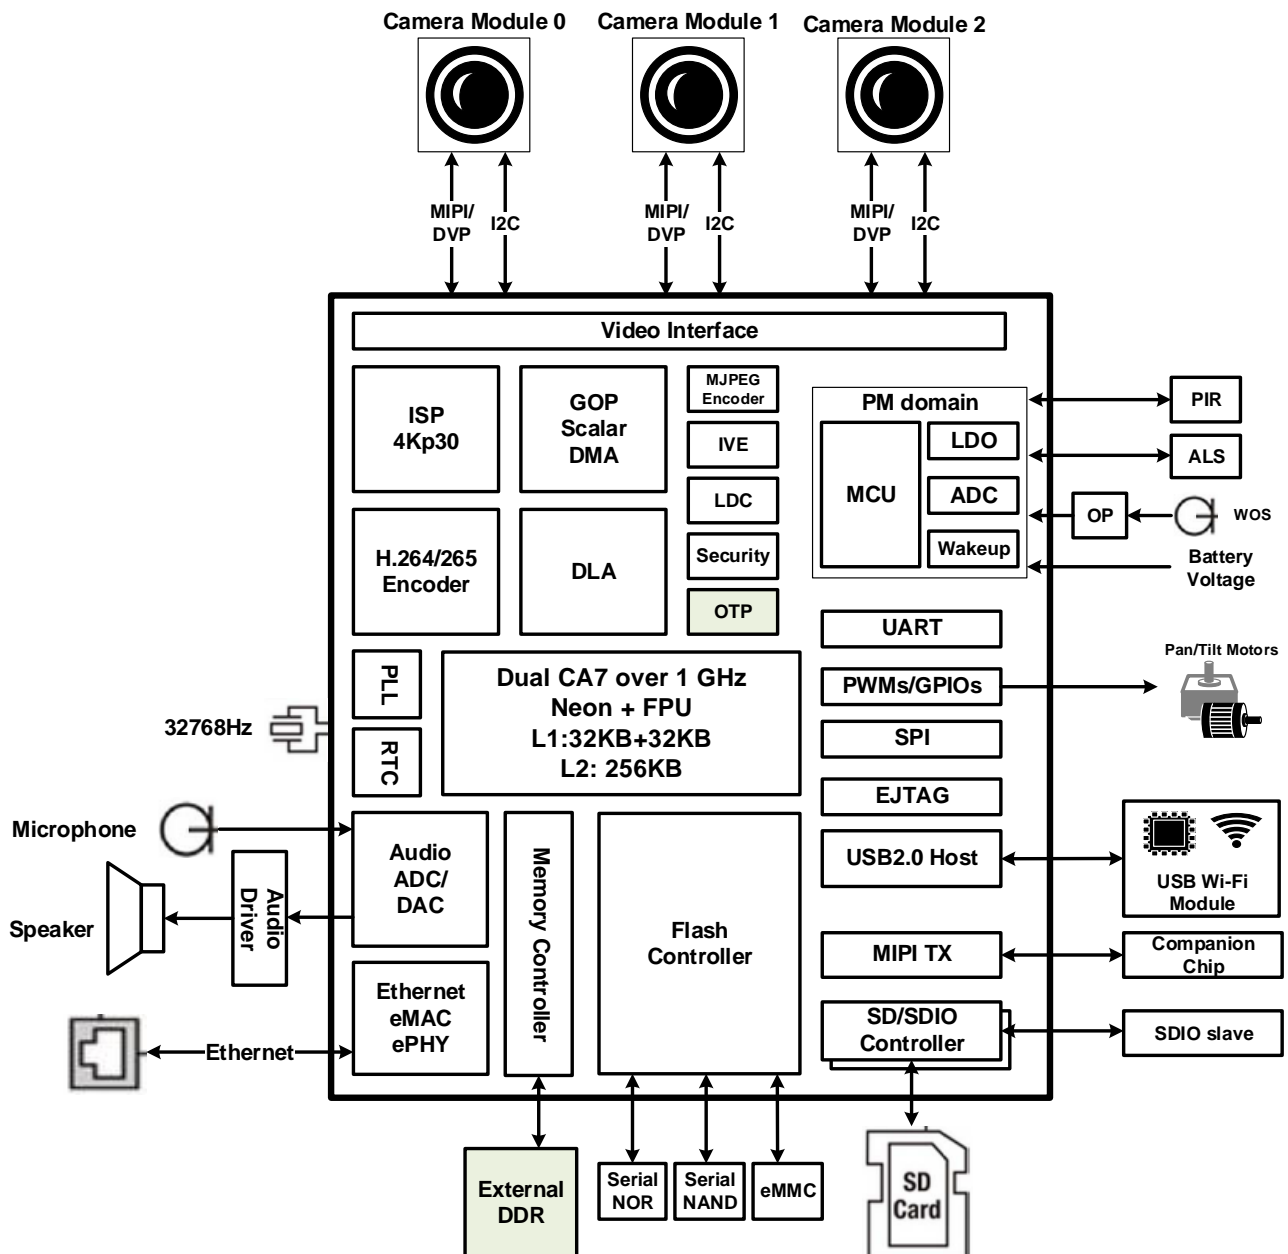 Camera Module 0
Camera Module 1
Camera Module 2
MIPI/
DVP
I2C
MIPI/
DVP
I2C
MIPI/
DVP
I2C
Video Interface
ISP
4Kp30
GOP
Scalar
DMA
MJPEG
Encoder
IVE
LDC
Security
OTP
H.264/265
Encoder
DLA
PM domain
MCU
LDO
ADC
Wakeup
PIR
ALS
OP
WOS
Battery
Voltage
UART
PWMs/GPIOs
SPI
EJTAG
USB2.0 Host
MIPI TX
SD/SDIO
Controller
Pan/Tilt Motors
USB Wi-Fi
Module
Companion
Chip
SDIO slave
PLL
RTC
Dual CA7 over 1 GHz
Neon + FPU
L1:32KB+32KB
L2: 256KB
32768Hz
Microphone
Speaker
Audio
Driver
Audio
ADC/
DAC
Ethernet
Ethernet
eMAC
ePHY
Memory Controller
Flash
Controller
External
DDR
Serial
NOR
Serial
NAND
eMMC
SD
Card